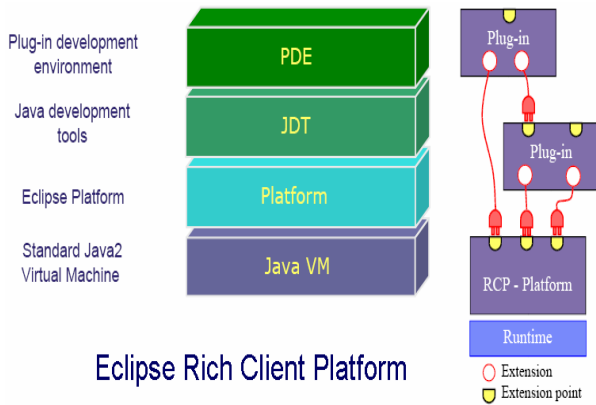 Plug-in development
environment
PDE
Java development
tools
JDT
Eclipse Platform
Platform
Standard Java2
Virtual Machine
Java VM
Eclipse Rich Client Platform
Plug-in
Plug-in
RCP - Platform
Runtime
Extension
Extension point